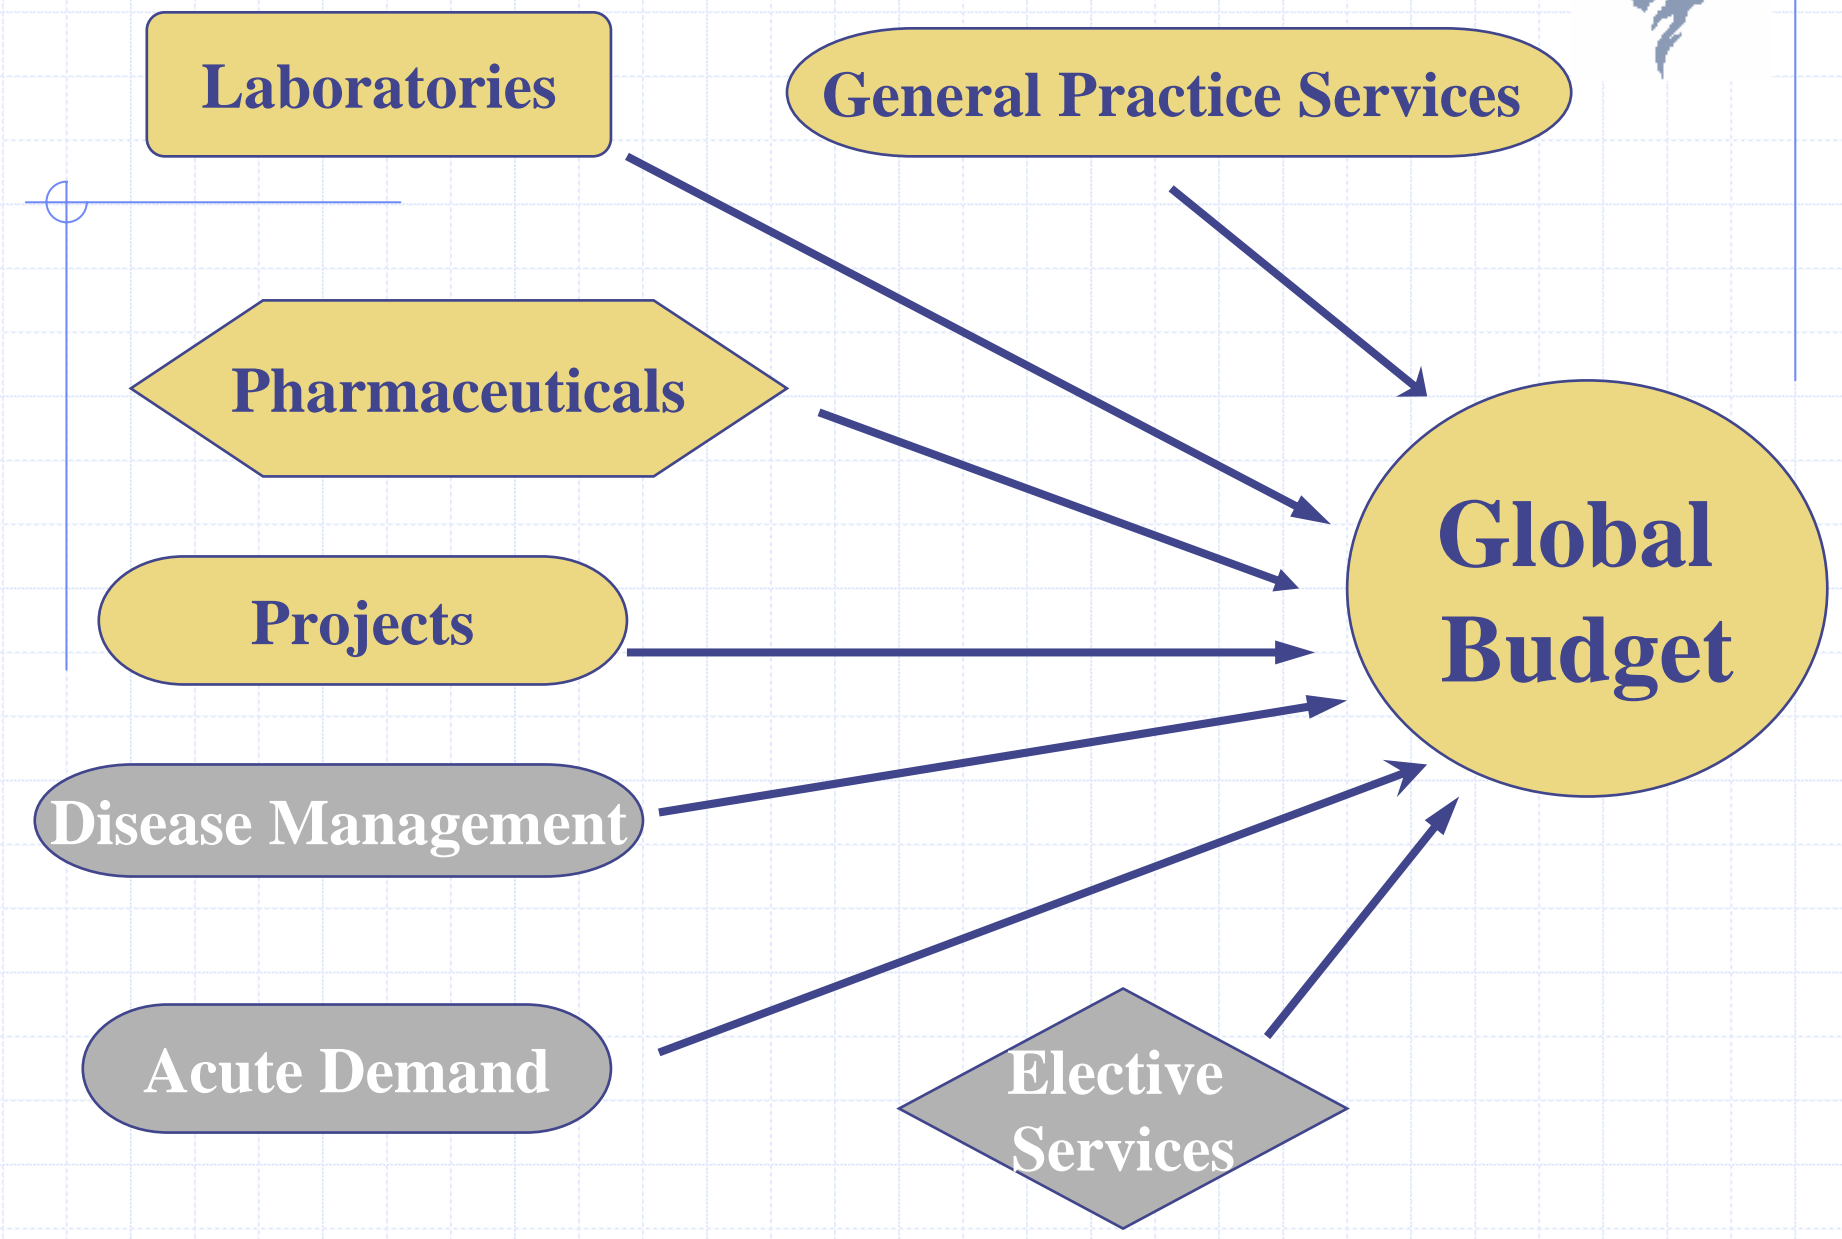 Laboratories
General Practice Services
Pharmaceuticals
Global
Budget
Projects
Disease Management
Acute Demand
Elective
Services